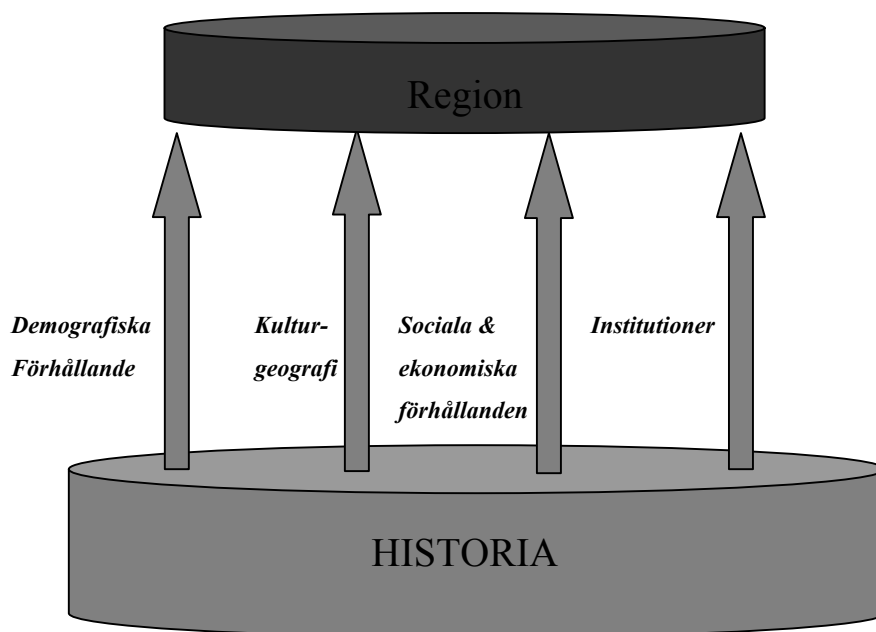 Region
Demografiska
Förhållande
Kultur-
geografi
Sociala &
ekonomiska
förhållanden
Institutioner
HISTORIA